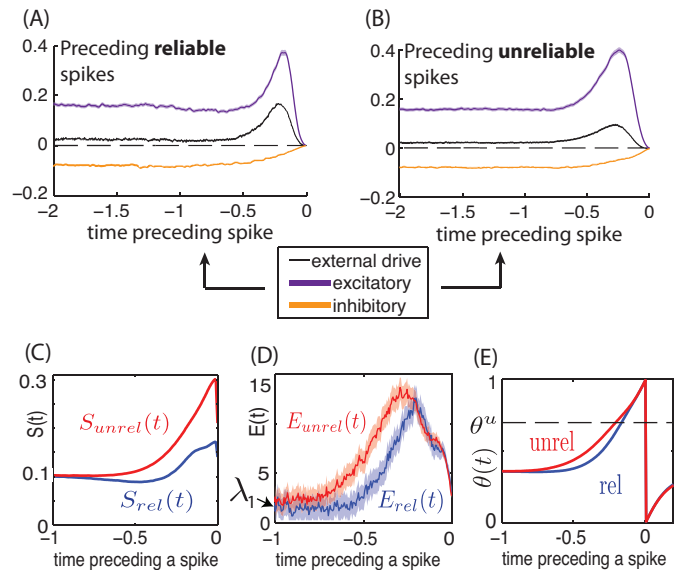 (A)
Preceding reliable
spikes
0.4
0.2
0
−0.2
−2
−1.5
−1
−0.5
0
time preceding spike
(B)
Preceding unreliable
spikes
0.4
0.2
0
−0.2
−2
−1.5
−1
−0.5
0
time preceding spike
external drive
excitatory
inhibitory
(C)
0.3
0.1
0
S(t)
S_unrel(t)
S_rel(t)
−1
−0.5
0
time preceding a spike
(D)
15
10
5
0
E(t)
E_unrel(t)
E_rel(t)
λ₁
-1
-0.5
0
time preceding a spike
(E)
1
θᵘ
0
θ(t)
unrel
rel
−1
−0.5
0
time preceding a spike